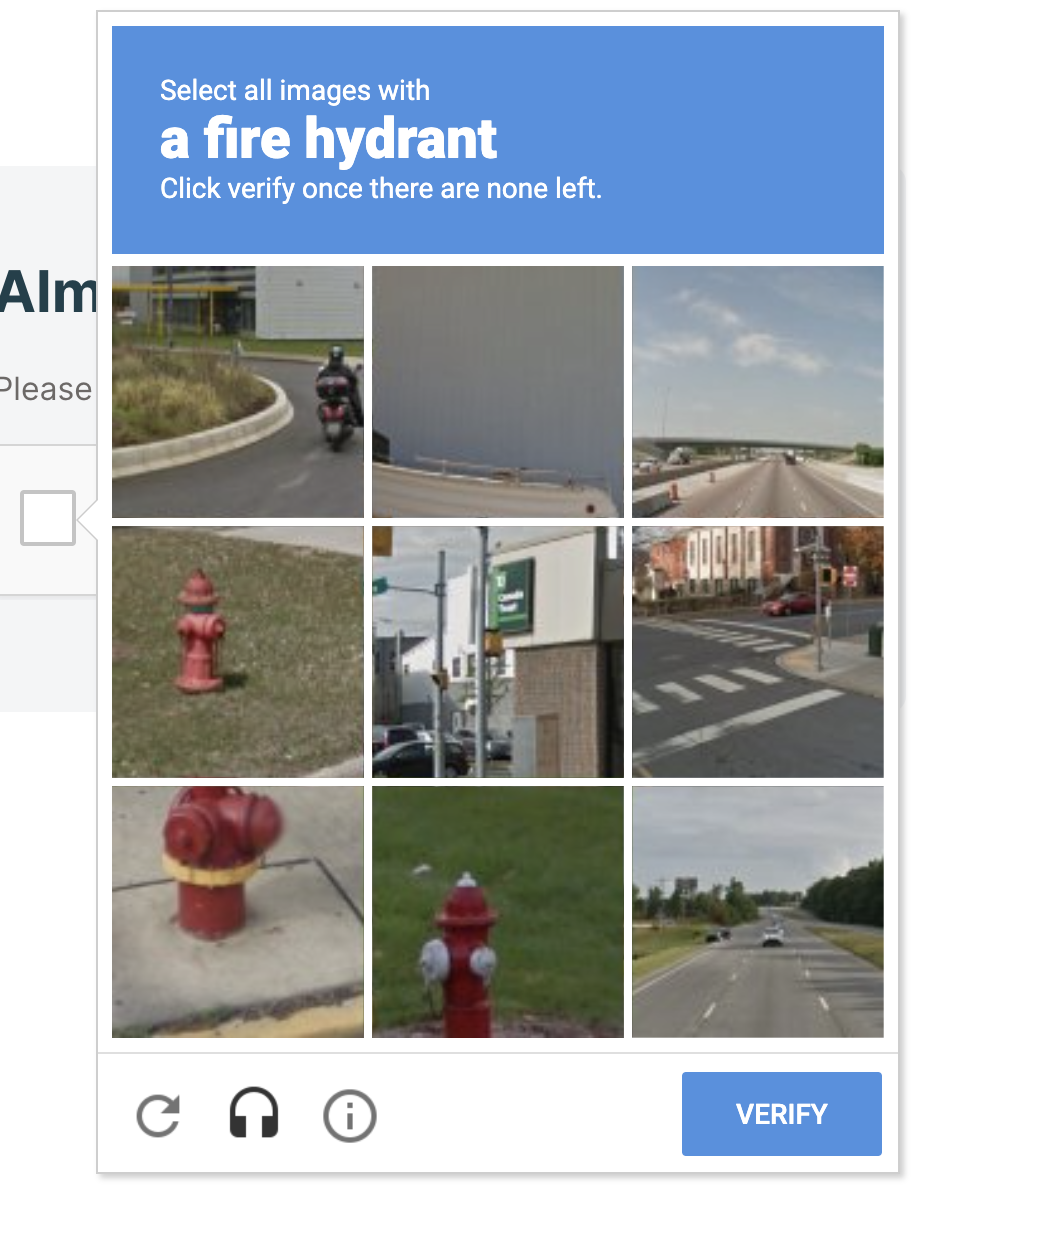 Select all images with
a fire hydrant
Click verify once there are none left.
Alm
Please
VERIFY